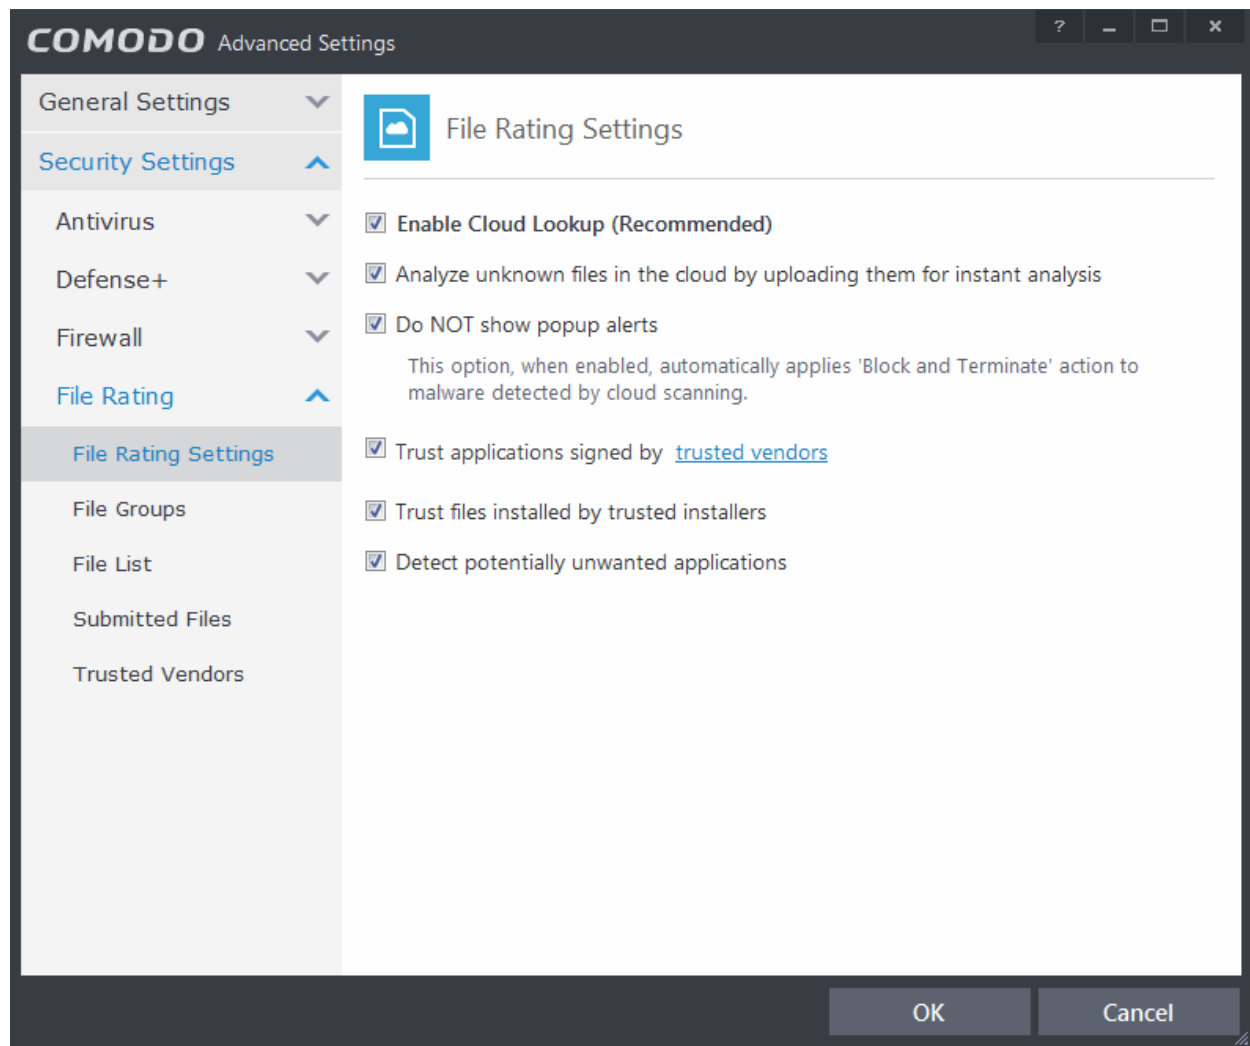 COMODO Advanced Settings
?
General Settings
Security Settings
Antivirus
Defense+
Firewall
File Rating
File Rating Settings
File Groups
File List
Submitted Files
Trusted Vendors
File Rating Settings
Enable Cloud Lookup (Recommended)
Analyze unknown files in the cloud by uploading them for instant analysis
Do NOT show popup alerts
This option, when enabled, automatically applies 'Block and Terminate' action to
malware detected by cloud scanning.
Trust applications signed by trusted vendors
Trust files installed by trusted installers
Detect potentially unwanted applications
OK
Cancel